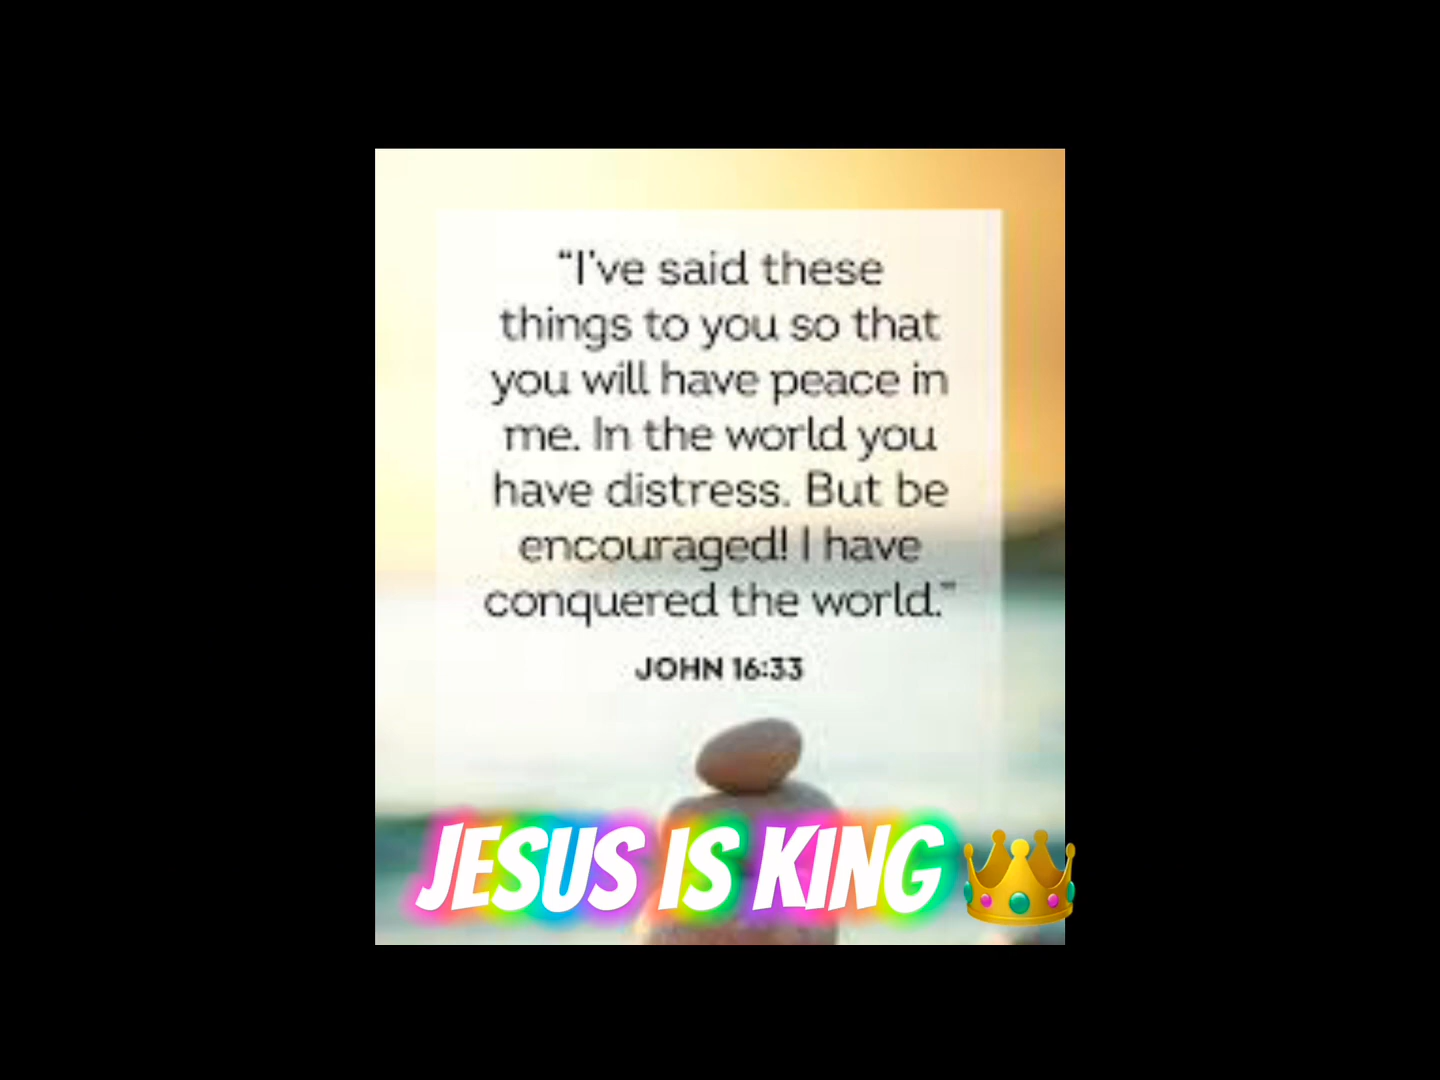 “I’ve said these
things to you so that
you will have peace in
me. In the world you
have distress. But be
encouraged! I have
conquered the world.”
JOHN 16:33
JESUS IS KING 👑